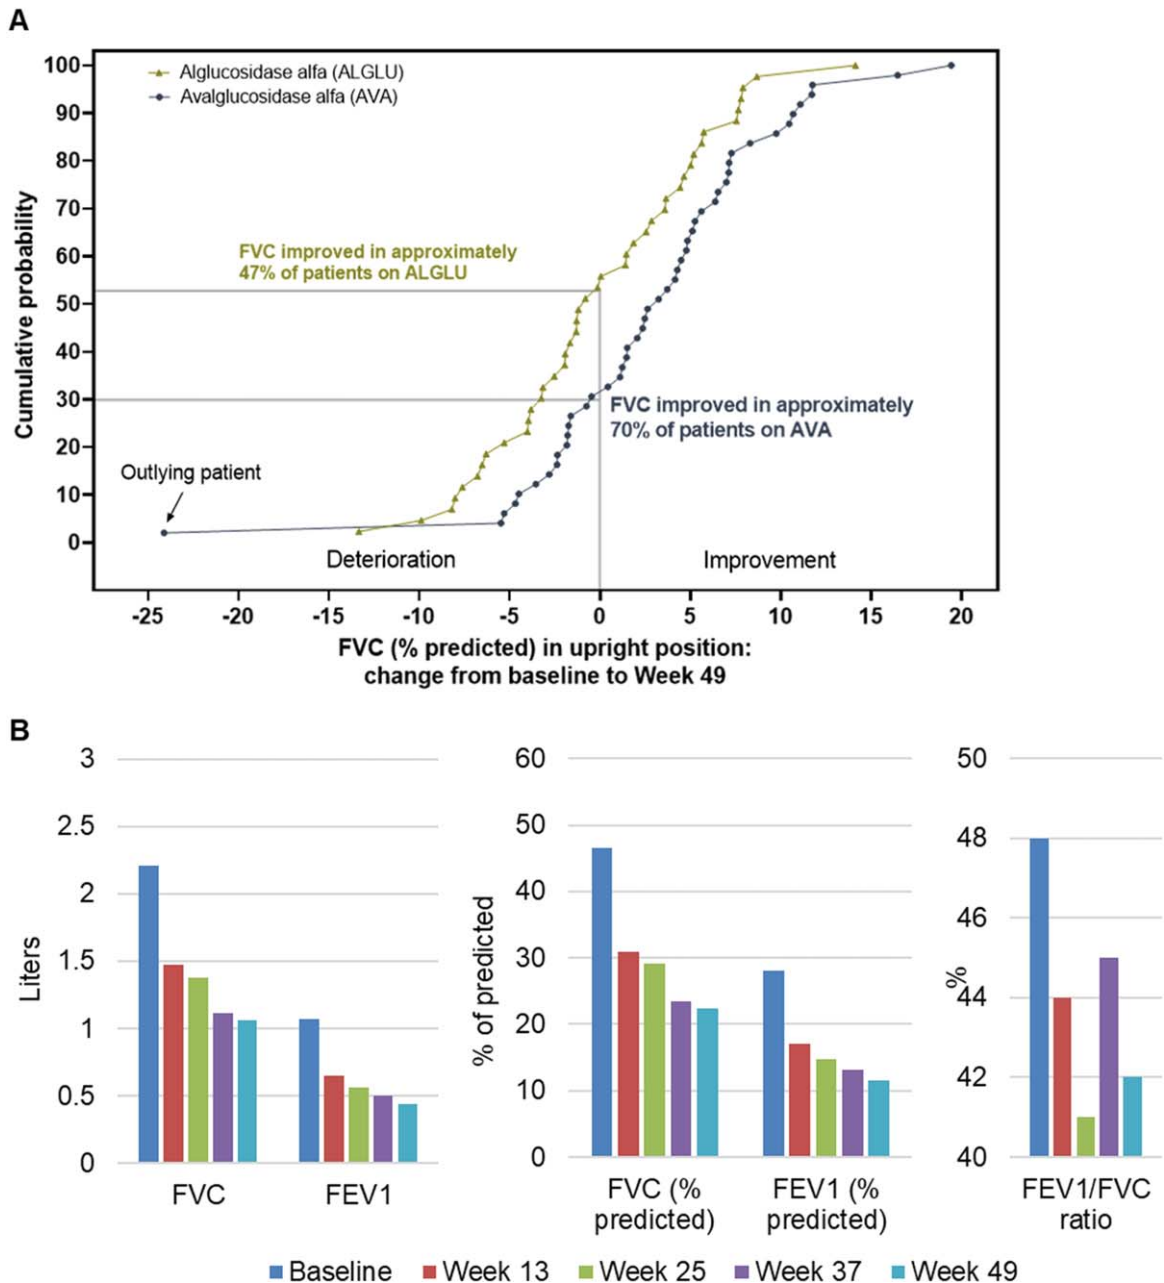 A
Alglucosidase alfa (ALGLU)
Avalglucosidase alfa (AVA)
Cumulative probability
100
90
80
70
60
50
40
30
20
10
0
FVC improved in approximately
47% of patients on ALGLU
FVC improved in approximately
70% of patients on AVA
Outlying patient
Deterioration
Improvement
-25
-20
-15
-10
-5
0
5
10
15
20
FVC (% predicted) in upright position:
change from baseline to Week 49
B
Liters
3
2.5
2
1.5
1
0.5
0
FVC
FEV1
% of predicted
60
50
40
30
20
10
0
FVC (%
predicted)
FEV1 (%
predicted)
%
50
48
46
44
42
40
FEV1/FVC
ratio
Baseline
Week 13
Week 25
Week 37
Week 49